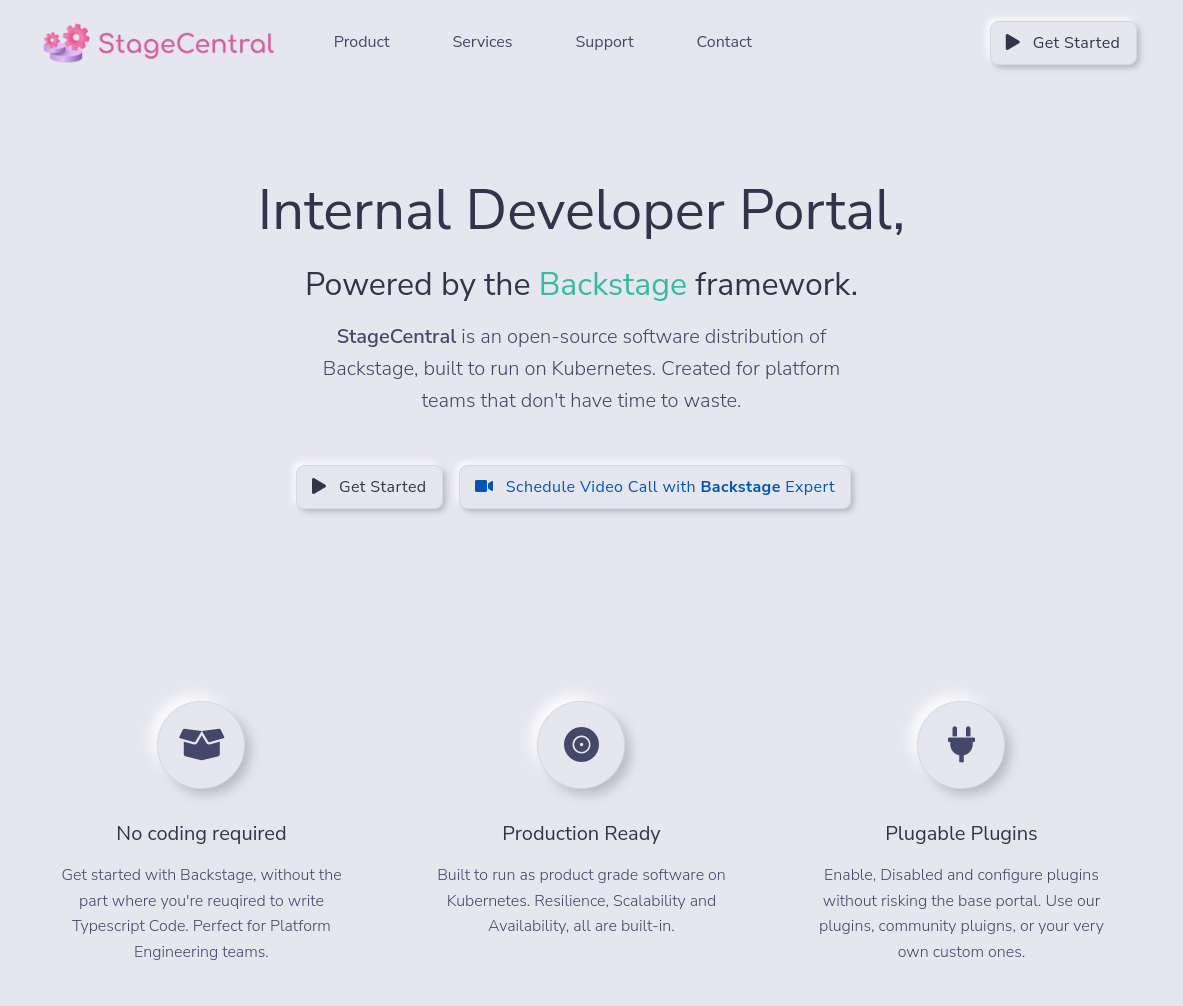 StageCentral
Product
Services
Support
Contact
Get Started
Internal Developer Portal,
Powered by the Backstage framework.
StageCentral is an open-source software distribution of
Backstage, built to run on Kubernetes. Created for platform
teams that don't have time to waste.
Get Started
Schedule Video Call with Backstage Expert
No coding required
Get started with Backstage, without the
part where you're reuqired to write
Typescript Code. Perfect for Platform
Engineering teams.
Production Ready
Built to run as product grade software on
Kubernetes. Resilience, Scalability and
Availability, all are built-in.
Plugable Plugins
Enable, Disabled and configure plugins
without risking the base portal. Use our
plugins, community pluigns, or your very
own custom ones.